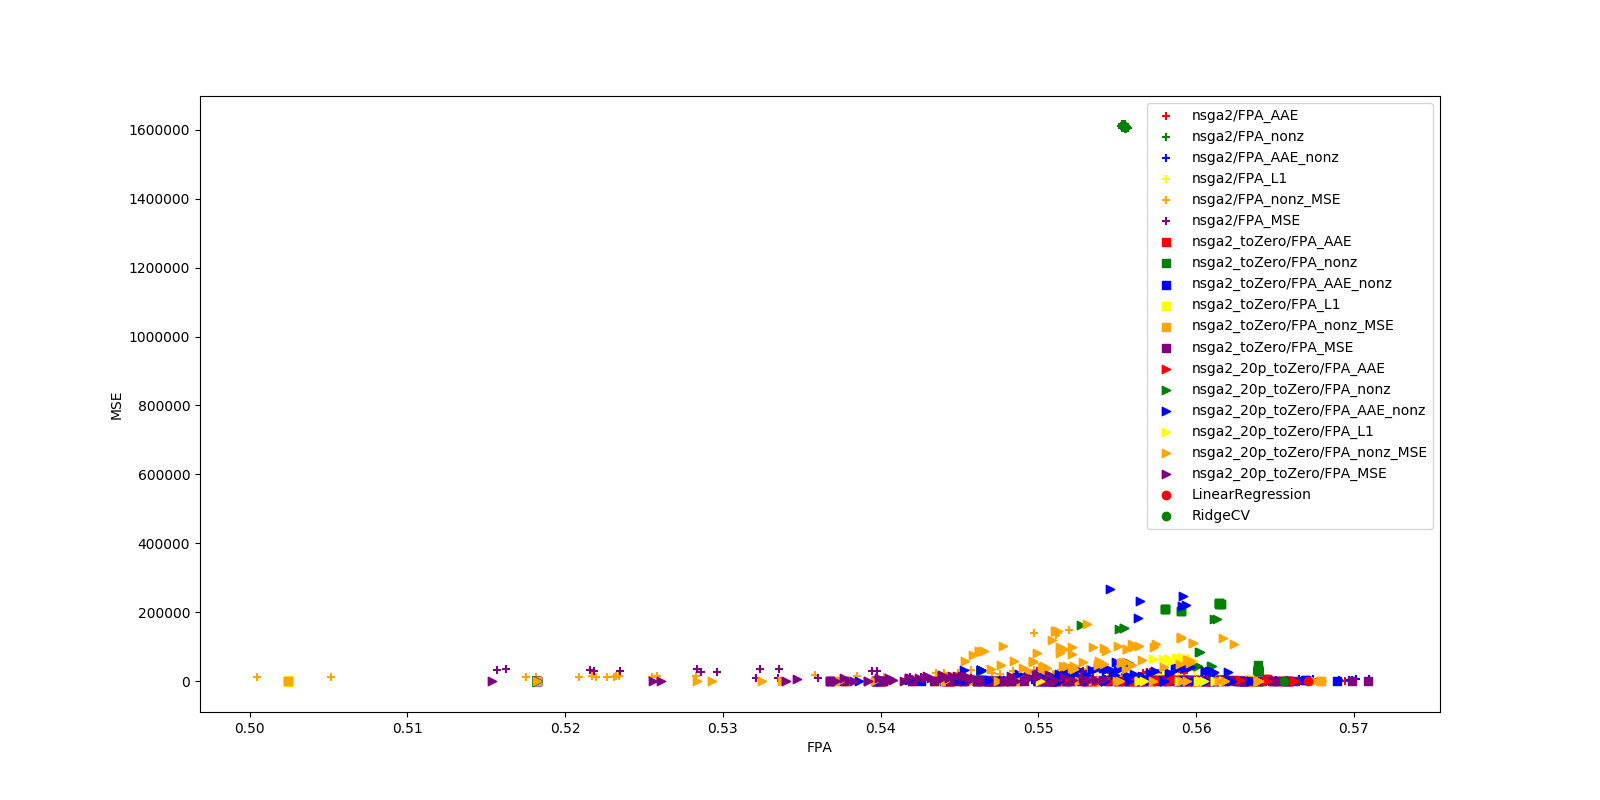 1600000
1400000
1200000
1000000
800000
600000
400000
200000
0
MSE
0.50 0.51 0.52 0.53 0.54 0.55 0.56 0.57
FPA
nsga2/FPA_AAE
nsga2/FPA_nonz
nsga2/FPA_AAE_nonz
nsga2/FPA_L1
nsga2/FPA_nonz_MSE
nsga2/FPA_MSE
nsga2_toZero/FPA_AAE
nsga2_toZero/FPA_nonz
nsga2_toZero/FPA_AAE_nonz
nsga2_toZero/FPA_L1
nsga2_toZero/FPA_nonz_MSE
nsga2_toZero/FPA_MSE
nsga2_20p_toZero/FPA_AAE
nsga2_20p_toZero/FPA_nonz
nsga2_20p_toZero/FPA_AAE_nonz
nsga2_20p_toZero/FPA_L1
nsga2_20p_toZero/FPA_nonz_MSE
nsga2_20p_toZero/FPA_MSE
LinearRegression
RidgeCV